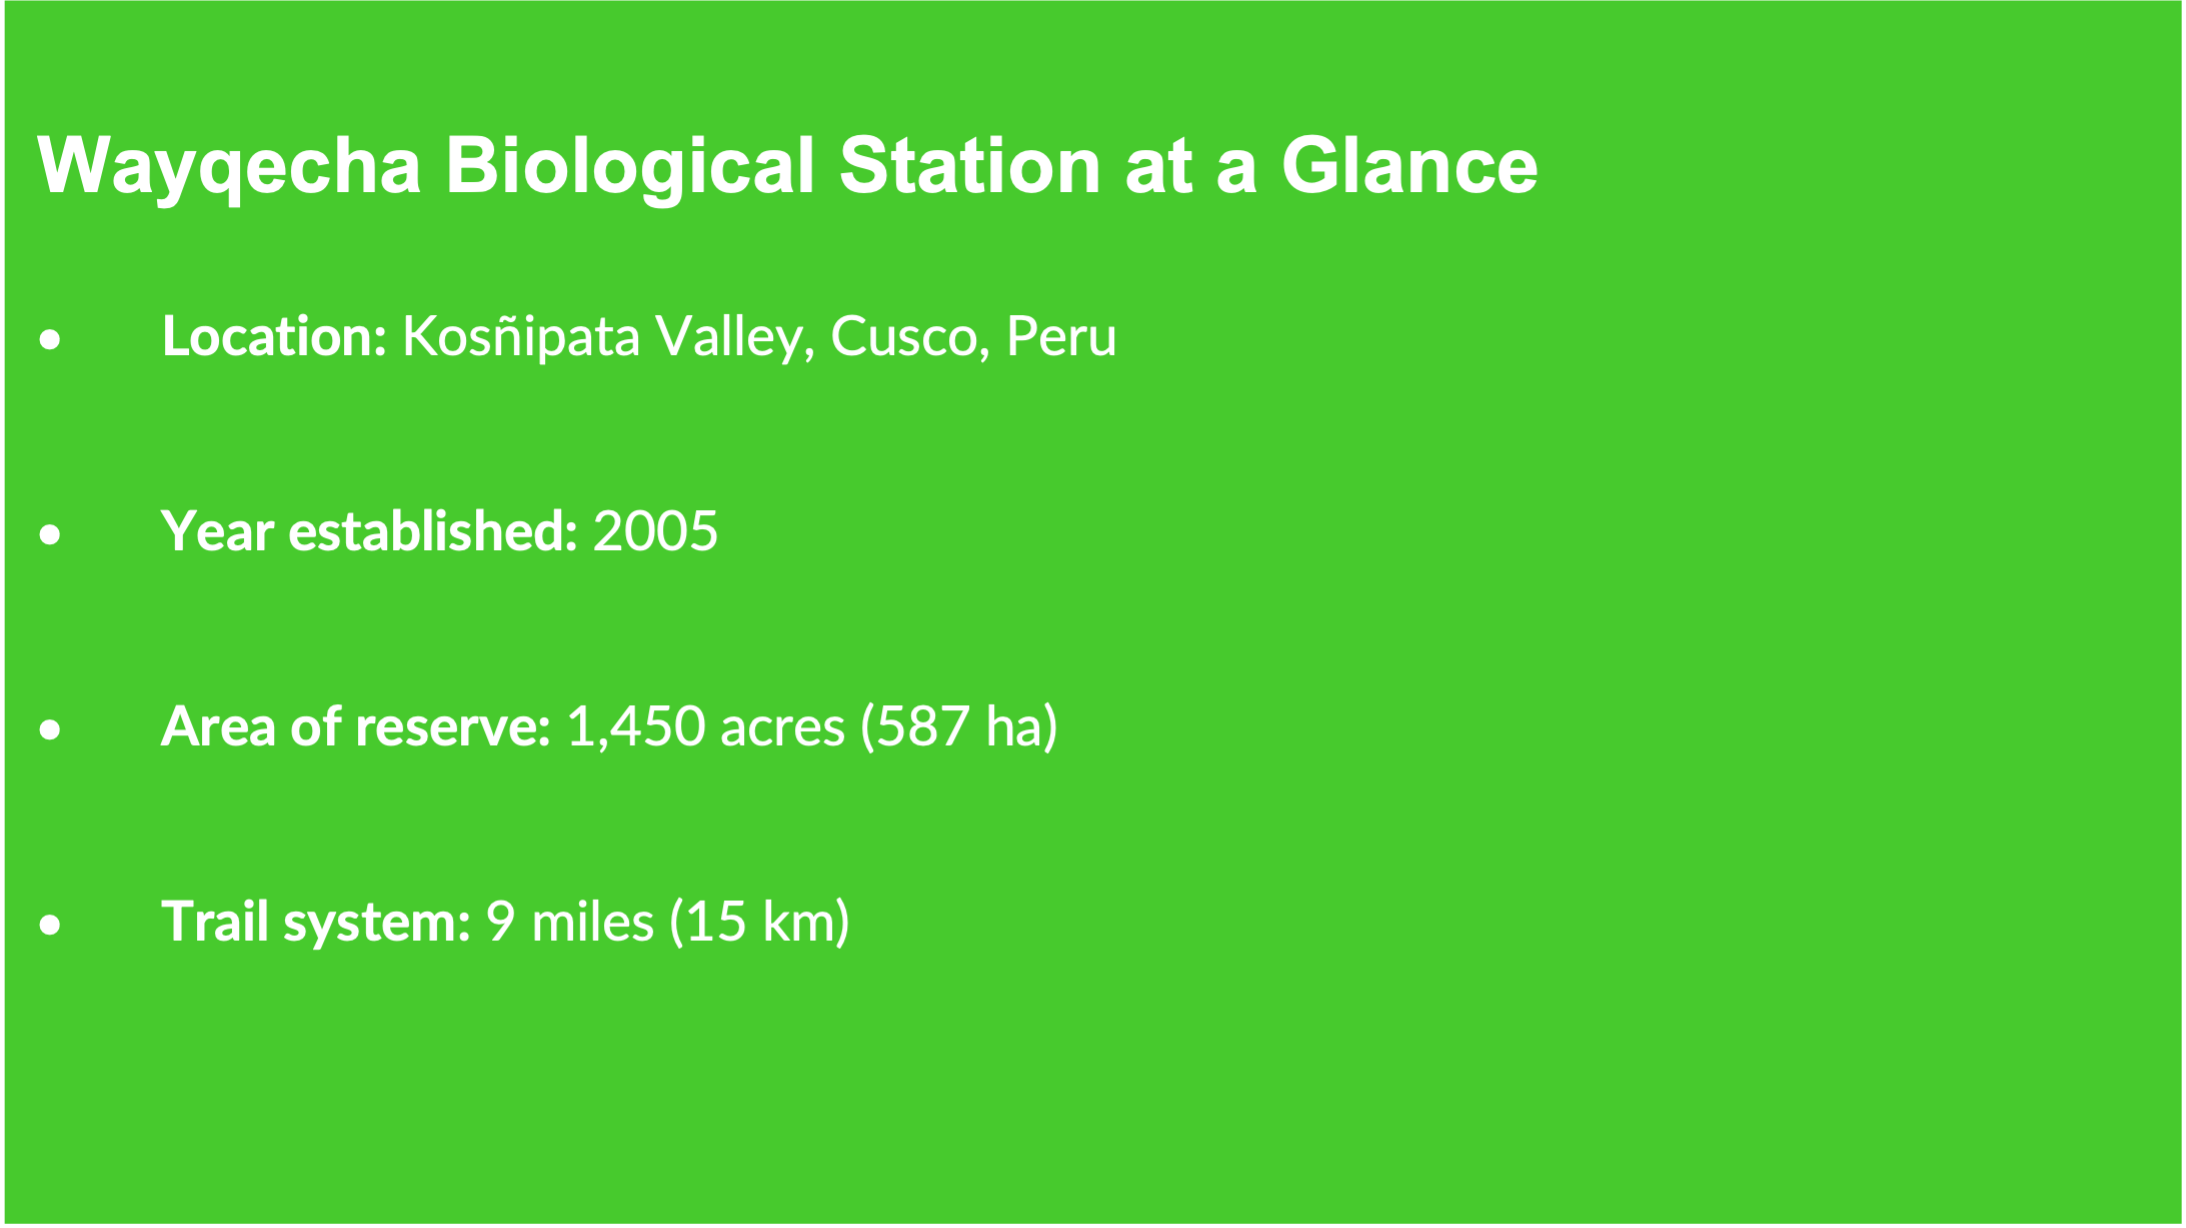 Wayqecha Biological Station at a Glance
• Location: Kosñipata Valley, Cusco, Peru
• Year established: 2005
• Area of reserve: 1,450 acres (587 ha)
• Trail system: 9 miles (15 km)